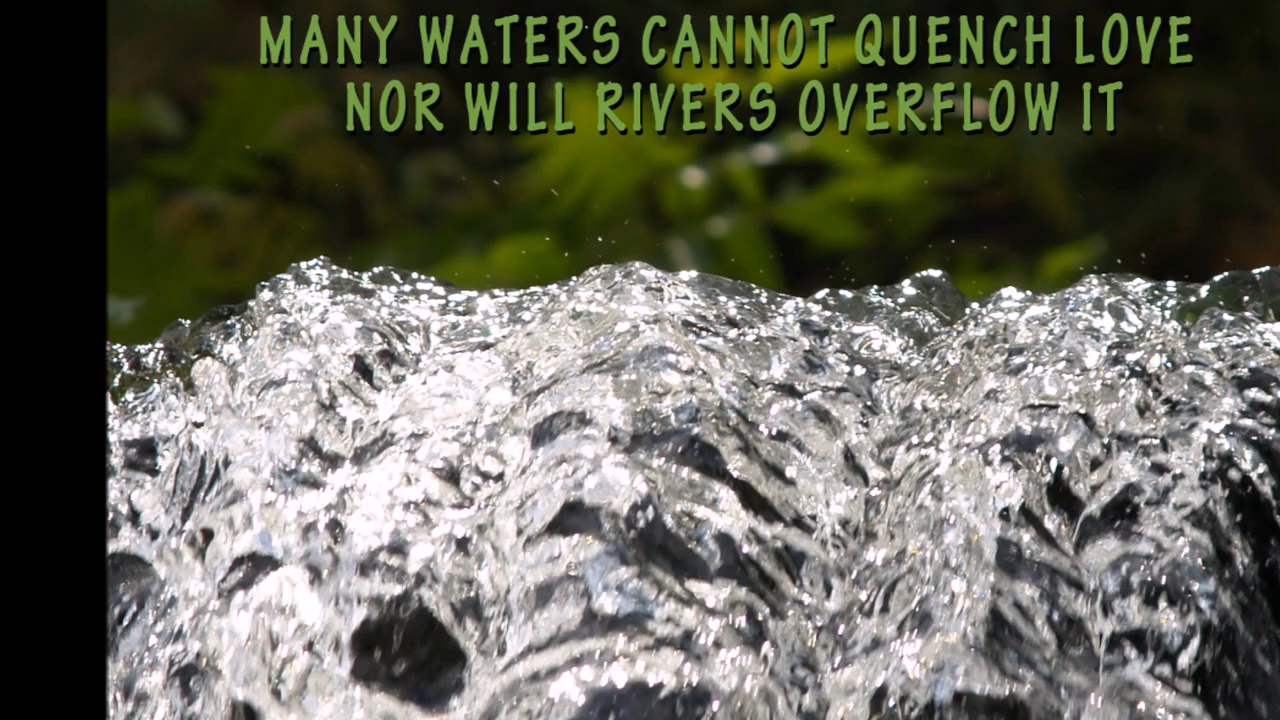 MANY WATERS CANNOT QUENCH LOVE
NOR WILL RIVERS OVERFLOW IT